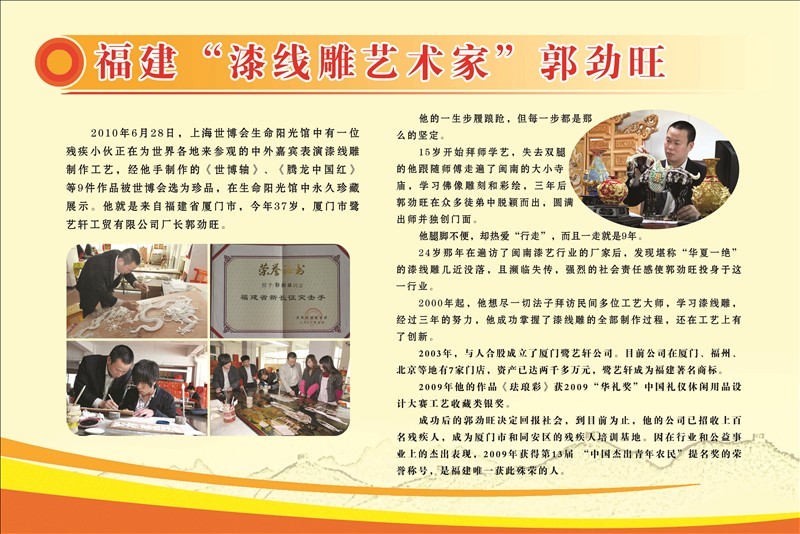 福建“漆线雕艺术家”郭劲旺
2010年6月28日，上海世博会生命阳光馆中有一位
残疾小伙正在为世界各地来参观的中外嘉宾表演漆线雕
制作工艺，经他手制作的《世博轴》、《腾龙中国红》
等9件作品被世博会选为珍品，在生命阳光馆中永久珍藏
展示。他就是来自福建省厦门市，今年37岁，厦门市鹭
艺轩工贸有限公司厂长郭劲旺。
荣誉证书
福建省新长征突击手
他的一生步履踉跄，但每一步都是那
么的坚定。
15岁开始拜师学艺，失去双腿
的他跟随师傅走遍了闽南的大小寺
庙，学习佛像雕刻和彩绘，三年后
郭劲旺在众多徒弟中脱颖而出，圆满
出师并独创门面。
他腿脚不便，却热爱“行走”，而且一走就是9年。
24岁那年在遍访了闽南漆艺行业的厂家后，发现堪称“华夏一绝”
的漆线雕几近没落，且濒临失传，强烈的社会责任感使郭劲旺投身于这
一行业。
2000年起，他想尽一切法子拜访民间多位工艺大师，学习漆线雕，
经过三年的努力，他成功掌握了漆线雕的全部制作过程，还在工艺上有
了创新。
2003年，与人合股成立了厦门鹭艺轩公司。目前公司在厦门、福州、
北京等地有7家门店，资产已达两千多万元，鹭艺轩成为福建著名商标。
2009年他的作品《珐琅彩》获2009“华礼奖”中国礼仪休闲用品设
计大赛工艺收藏类银奖。
成功后的郭劲旺决定回报社会，到目前为止，他的公司已招收上百
名残疾人，成为厦门市和同安区的残疾人培训基地。因在行业和公益事
业上的杰出表现，2009年获得第13届 “中国杰出青年农民”提名奖的荣
誉称号，是福建唯一获此殊荣的人。